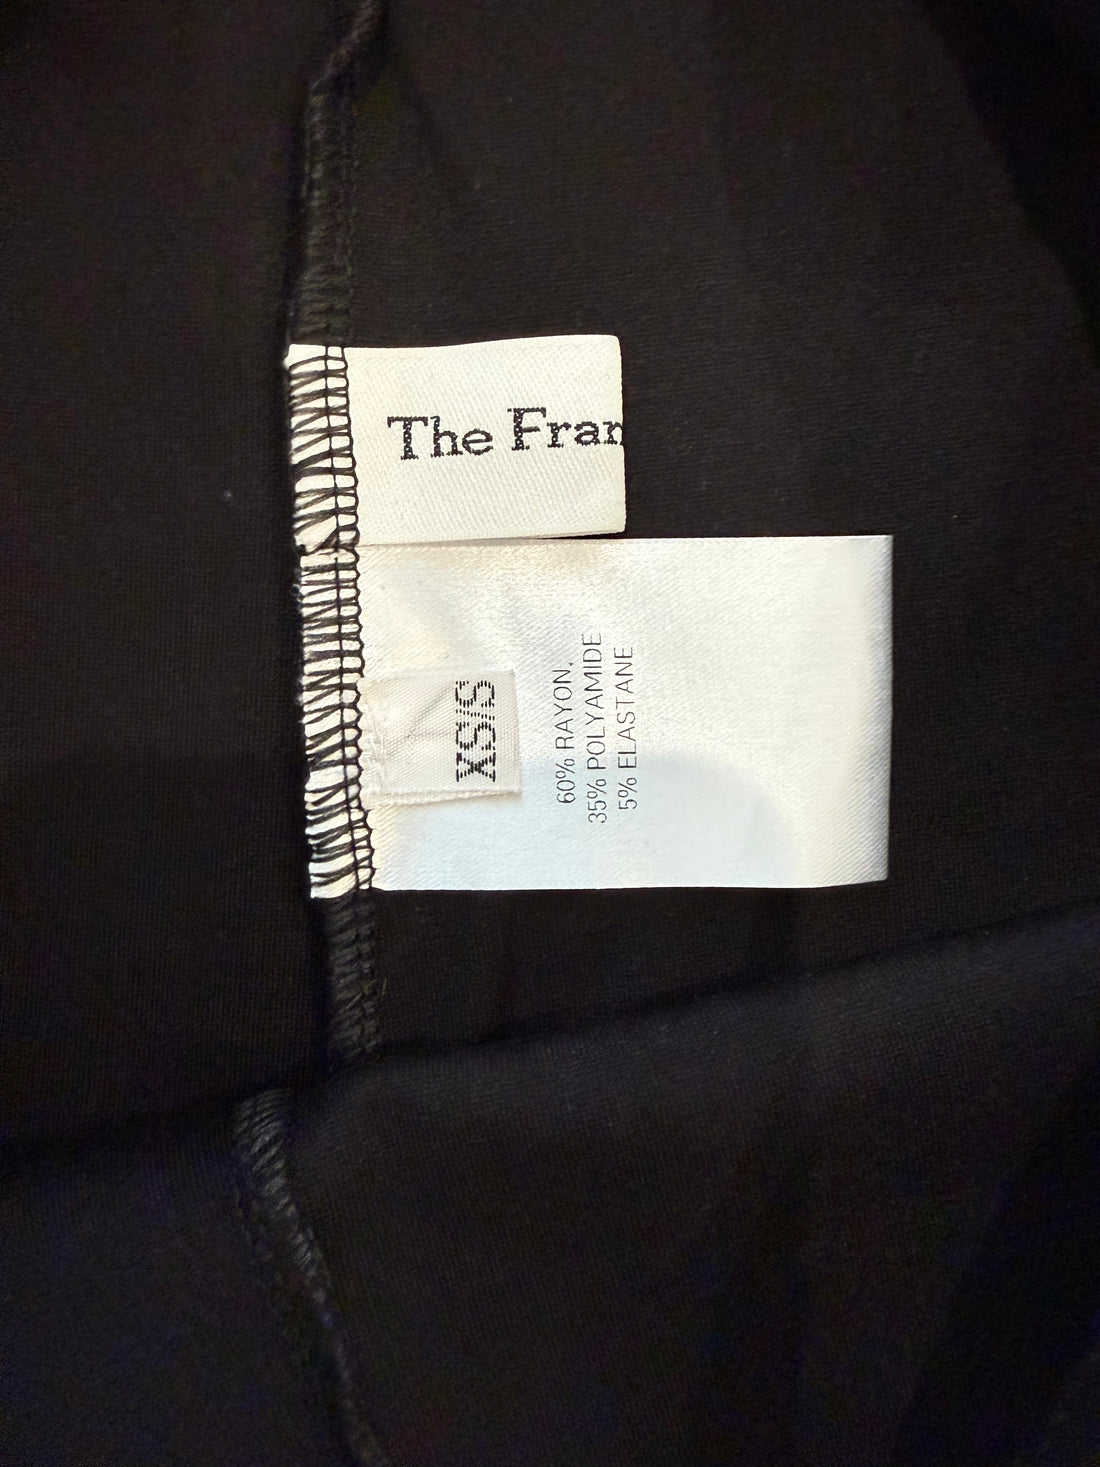 The Fran
XS/S
60% RAYON,
35% POLYAMIDE
5% ELASTANE